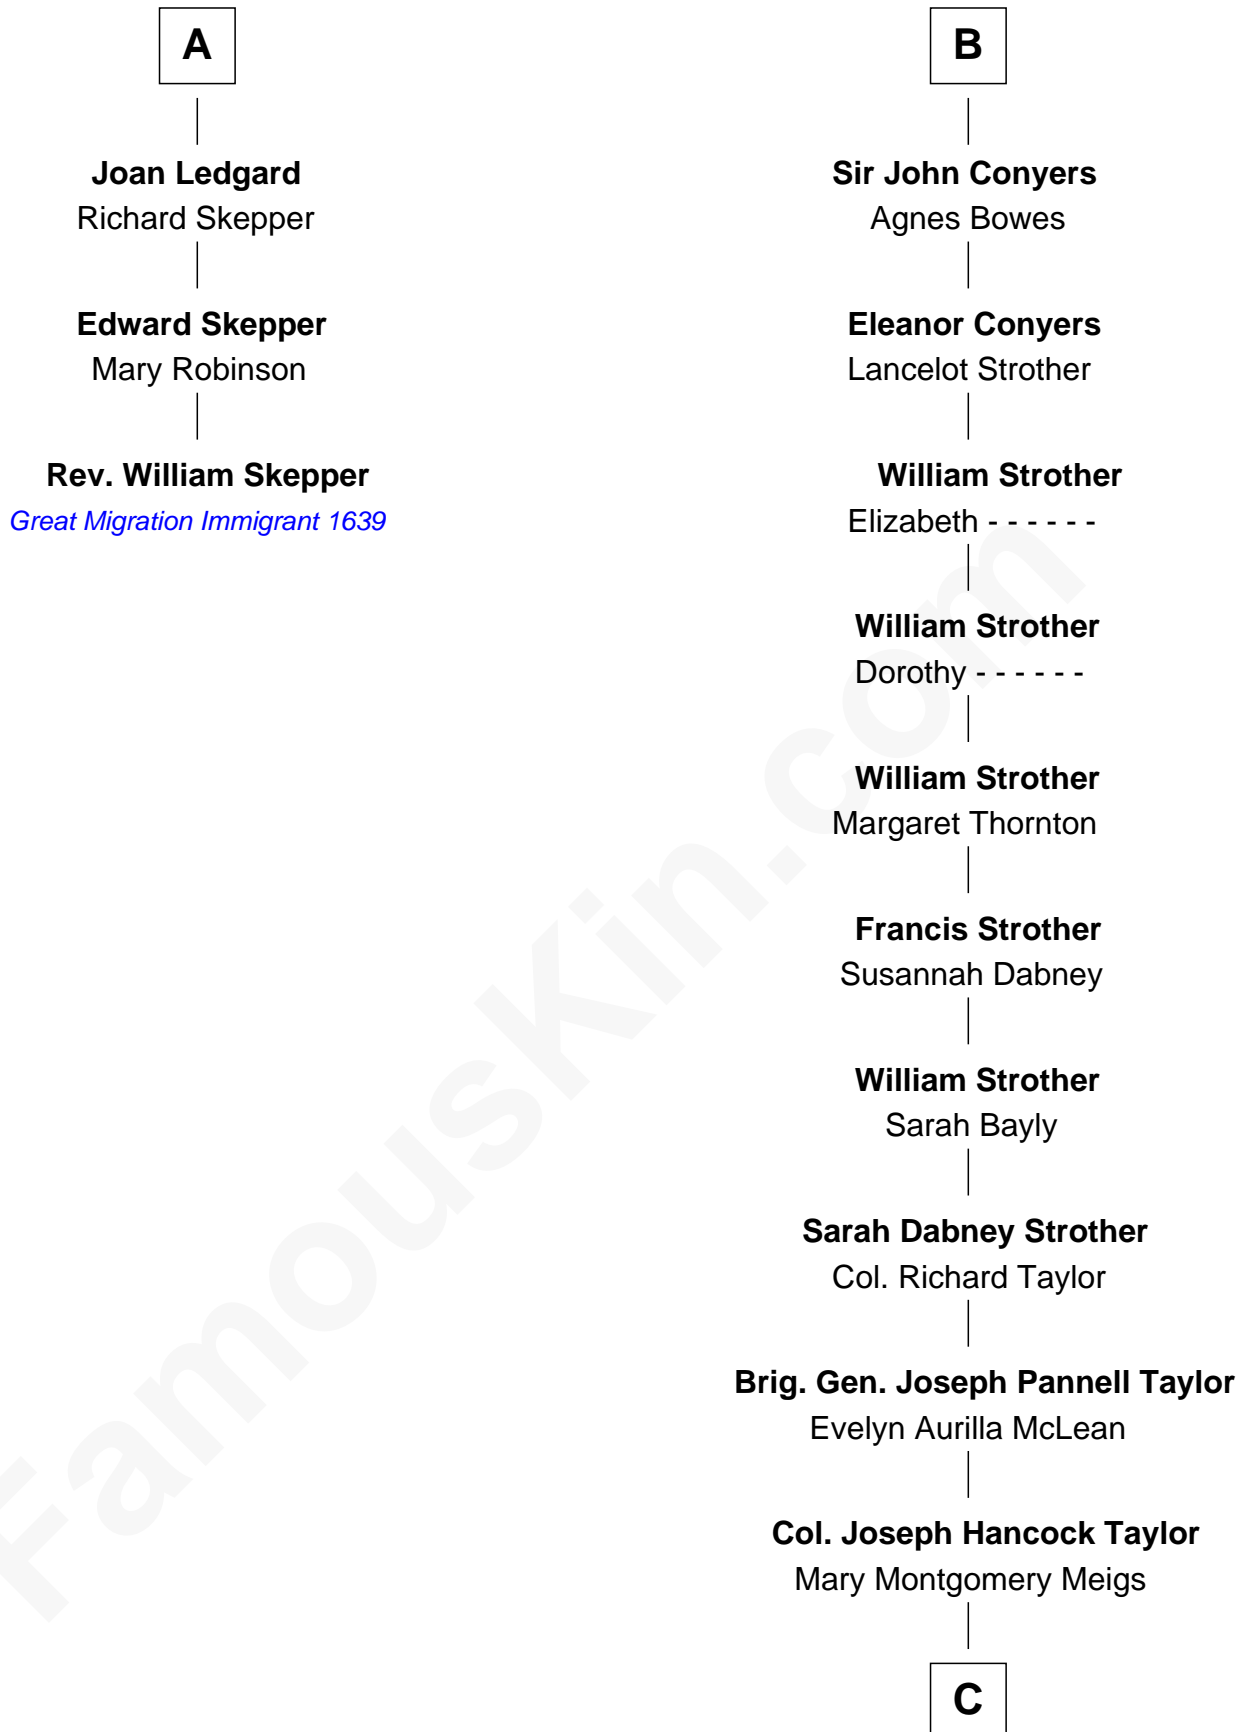 A
Joan Ledgard
Richard Skepper
Edward Skepper
Mary Robinson
Rev. William Skepper
Great Migration Immigrant 1639
B
Sir John Conyers
Agnes Bowes
Eleanor Conyers
Lancelot Strother
William Strother
Elizabeth - - - - - -
William Strother
Dorothy - - - - - -
William Strother
Margaret Thornton
Francis Strother
Susannah Dabney
William Strother
Sarah Bayly
Sarah Dabney Strother
Col. Richard Taylor
Brig. Gen. Joseph Pannell Taylor
Evelyn Aurilla McLean
Col. Joseph Hancock Taylor
Mary Montgomery Meigs
C
FamousKin.com